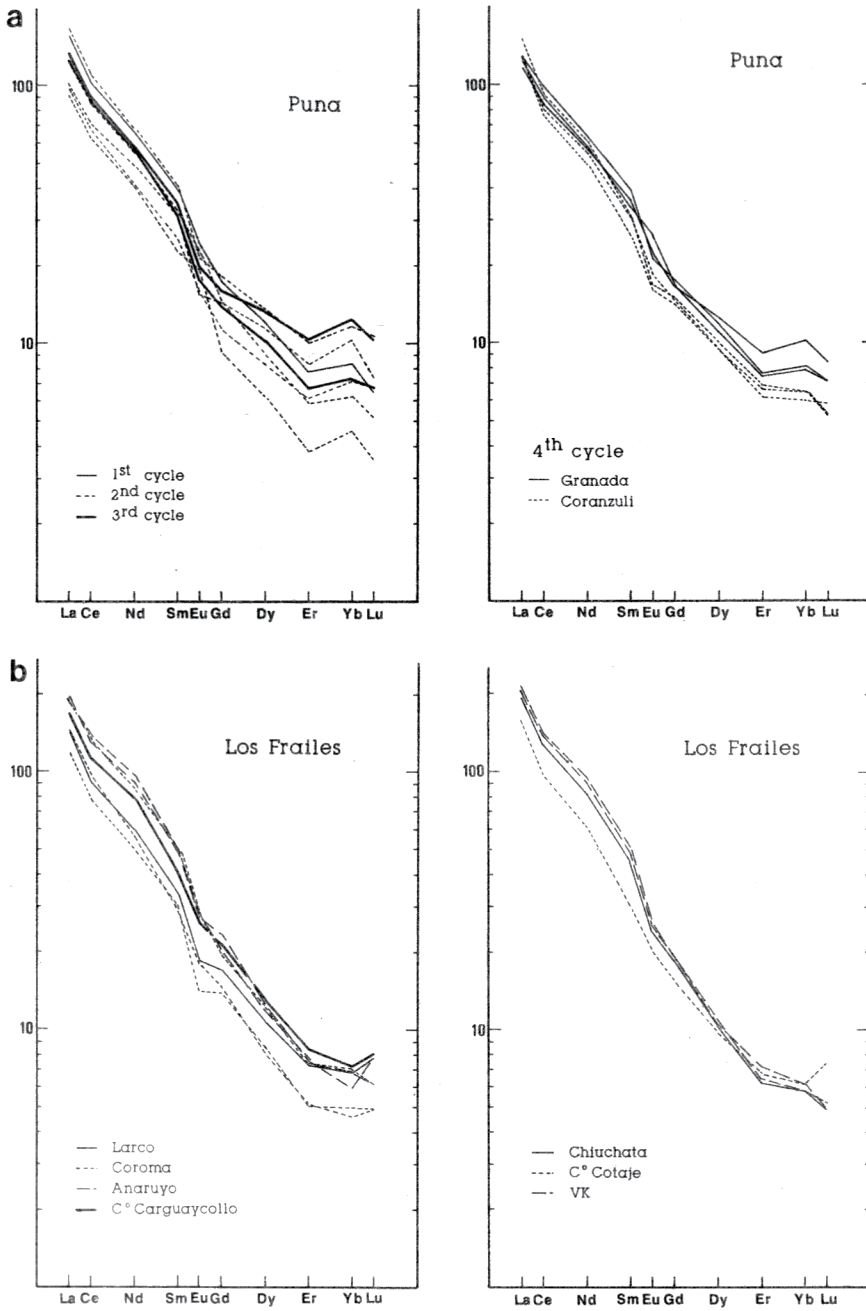 a
Puna
100
10
1st cycle
2nd cycle
3rd cycle
La Ce Nd Sm Eu Gd Dy Er Yb Lu
Puna
100
10
4th cycle
Granada
Coranzuli
La Ce Nd Sm Eu Gd Dy Er Yb Lu
b
Los Frailes
100
10
Larco
Coroma
Anaruyo
C° Carguaycollo
La Ce Nd Sm Eu Gd Dy Er Yb Lu
Los Frailes
100
10
Chiuchata
C° Cotaje
VK
La Ce Nd Sm Eu Gd Dy Er Yb Lu